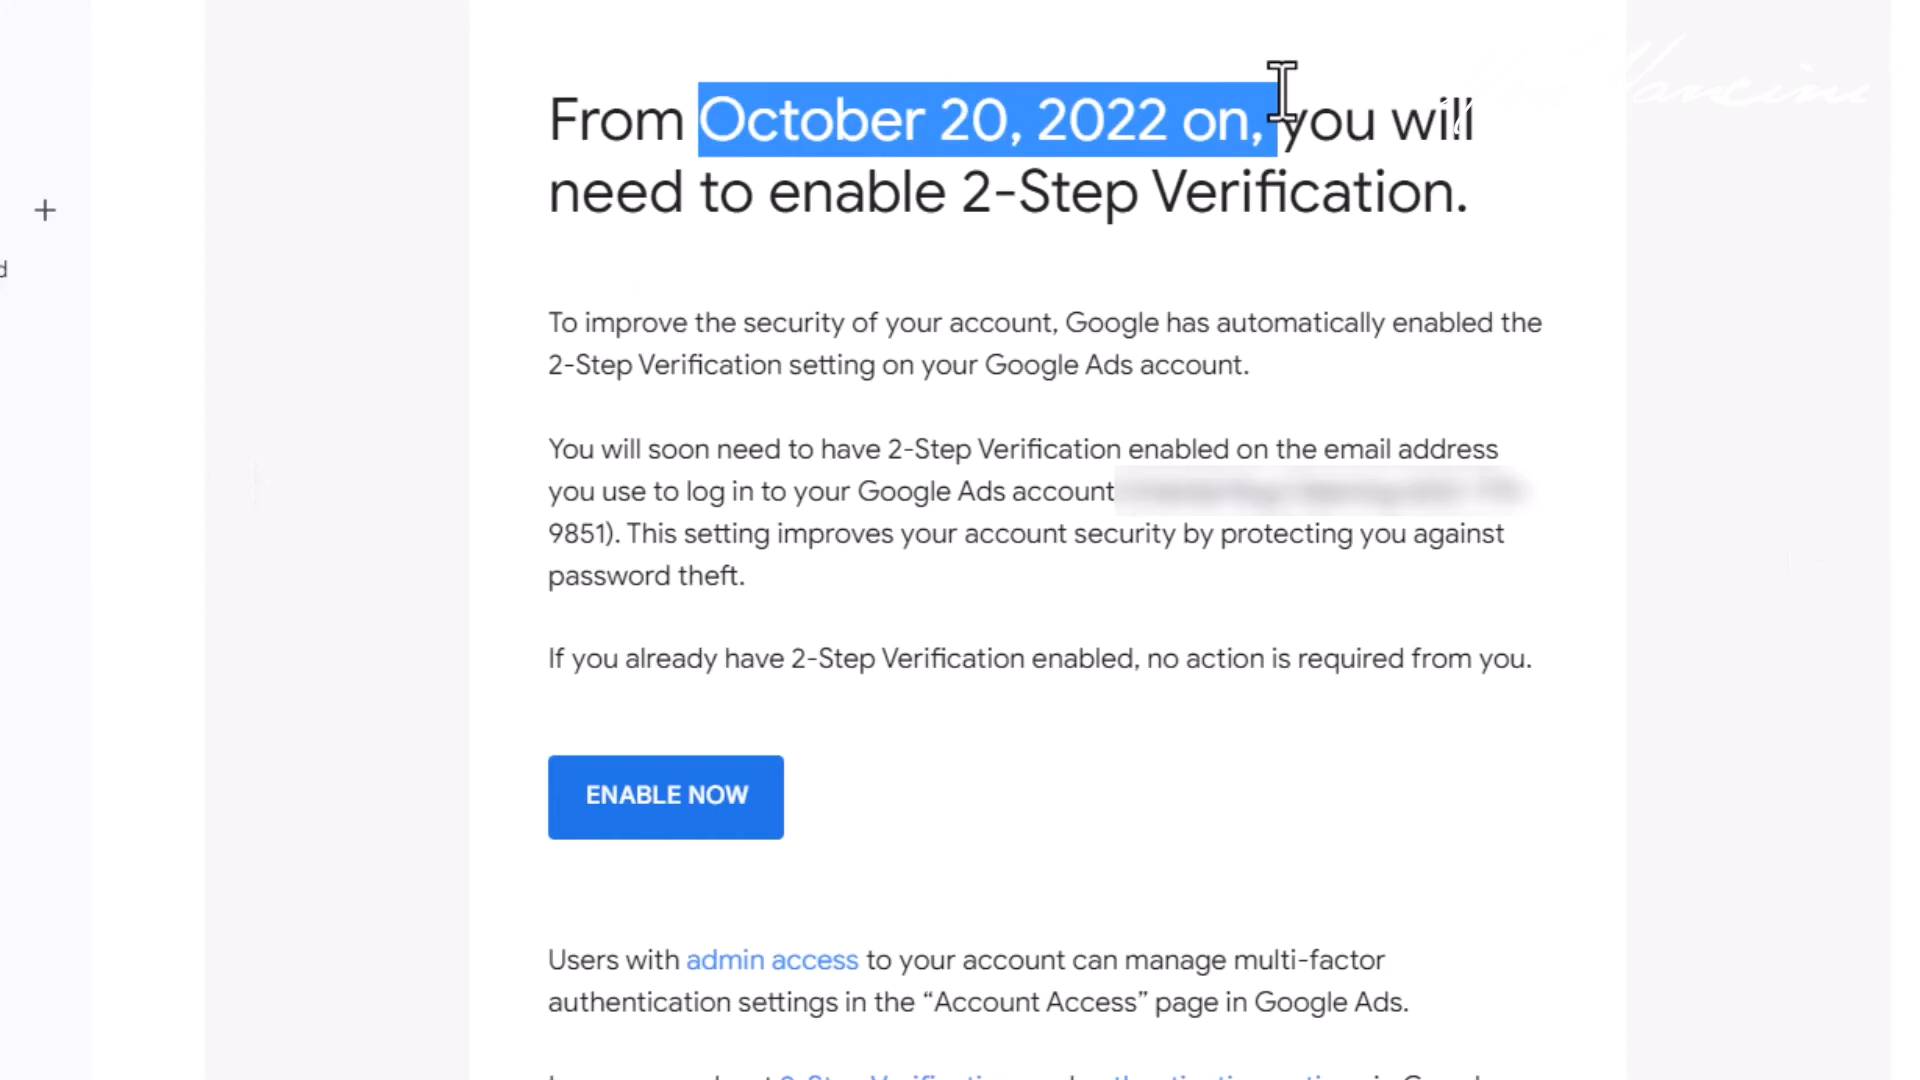 From October 20, 2022 on, you will
need to enable 2-Step Verification.
To improve the security of your account, Google has automatically enabled the
2-Step Verification setting on your Google Ads account.
You will soon need to have 2-Step Verification enabled on the email address
you use to log in to your Google Ads account
9851). This setting improves your account security by protecting you against
password theft.
If you already have 2-Step Verification enabled, no action is required from you.
ENABLE NOW
Users with admin access to your account can manage multi-factor
authentication settings in the “Account Access” page in Google Ads.